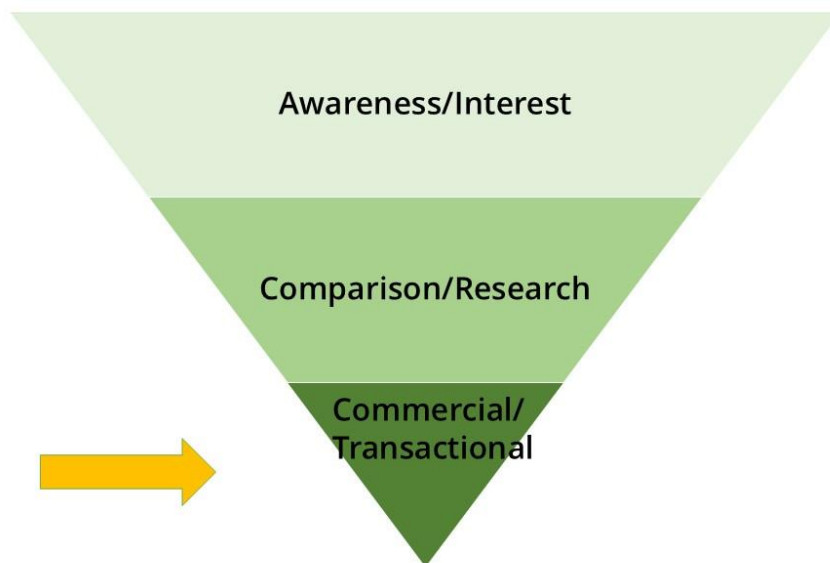 Awareness/Interest
Comparison/Research
Commercial/
Transactional